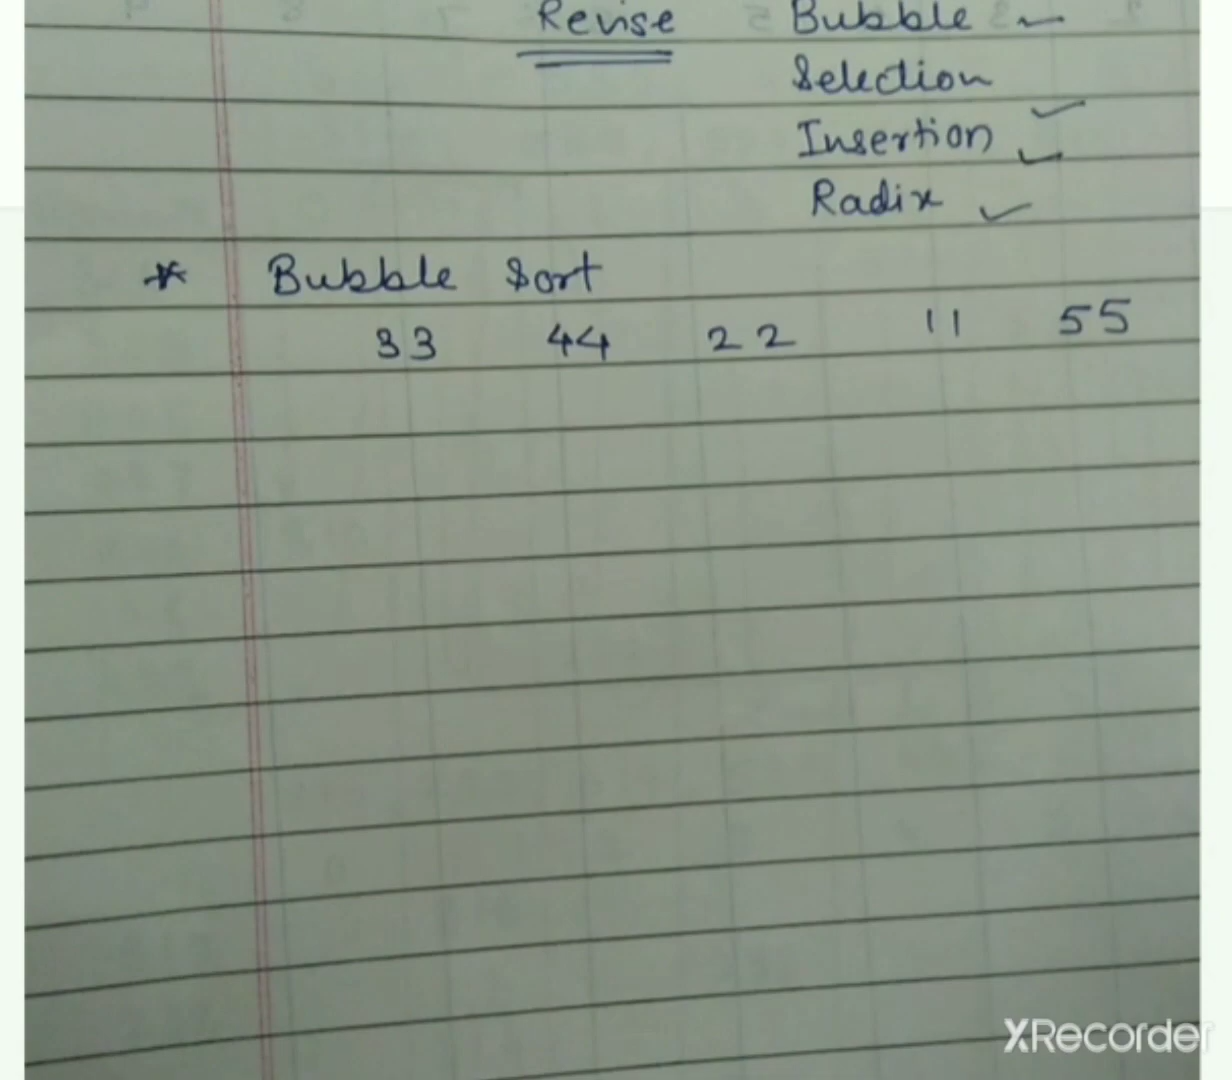 Revise
Bubble
Selection
Insertion
Radix
* Bubble Sort
33 44 22 11 55
XRecorder